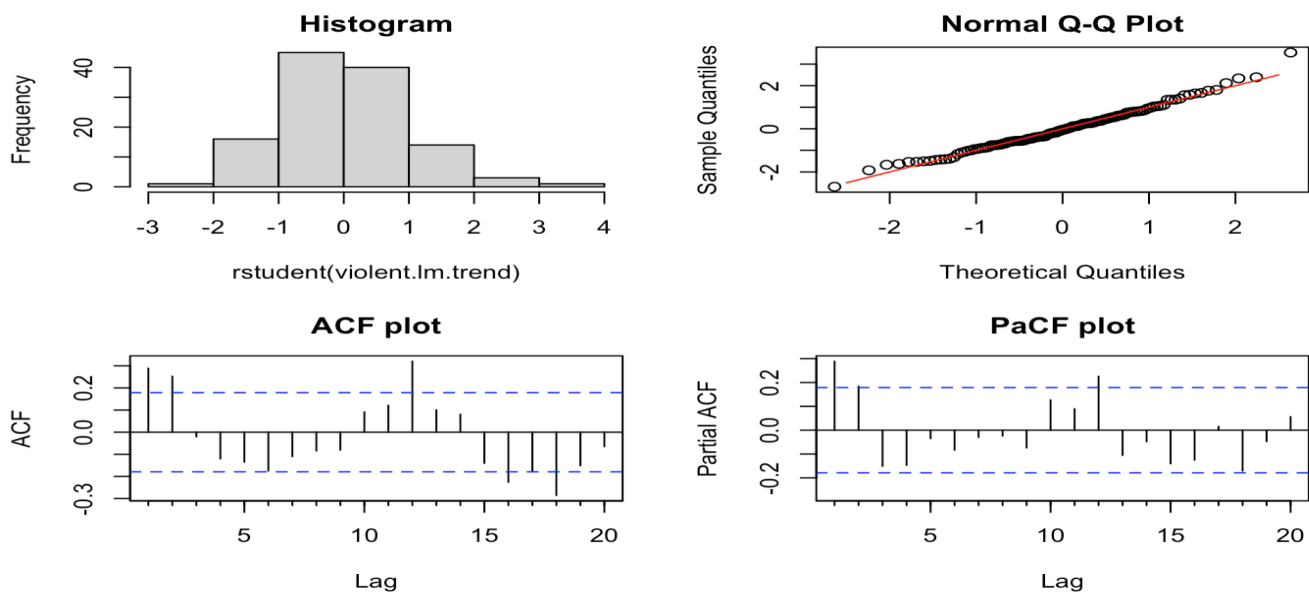 Histogram
Frequency
0
20
40
-3 -2 -1 0 1 2 3 4
rstudent(violent.lm.trend)
Normal Q-Q Plot
Sample Quantiles
-2
0
2
-2 -1 0 1 2
Theoretical Quantiles
ACF plot
ACF
-0.3
0.0
0.2
5 10 15 20
Lag
PaCF plot
Partial ACF
-0.2
0.0
0.2
5 10 15 20
Lag